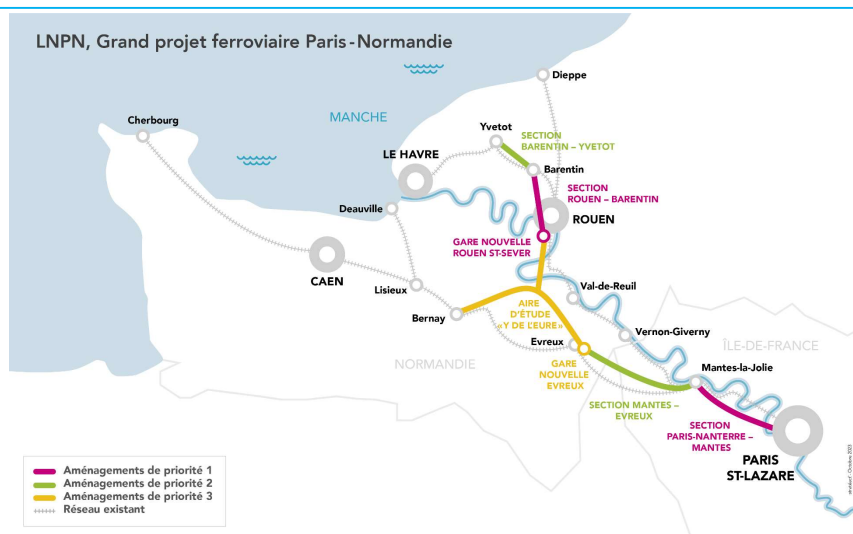 LNPN, Grand projet ferroviaire Paris-Normandie
Dieppe
Cherbourg
MANCHE
Yvetot
SECTION
BARENTIN – YVETOT
LE HAVRE
Barentin
SECTION
ROUEN – BARENTIN
Deauville
ROUEN
GARE NOUVELLE
ROUEN ST-SEVER
CAEN
Lisieux
Val-de-Reuil
AIRE
D'ÉTUDE
«Y DE L'EURE»
Bernay
Vernon-Giverny
Evreux
ÎLE-DE-FRANCE
NORMANDIE
GARE
NOUVELLE
EVREUX
Mantes-la-Jolie
SECTION MANTES –
EVREUX
SECTION
PARIS-NANTERRE –
MANTES
PARIS
ST-LAZARE
Aménagements de priorité 1
Aménagements de priorité 2
Aménagements de priorité 3
Réseau existant
Octobre 2023